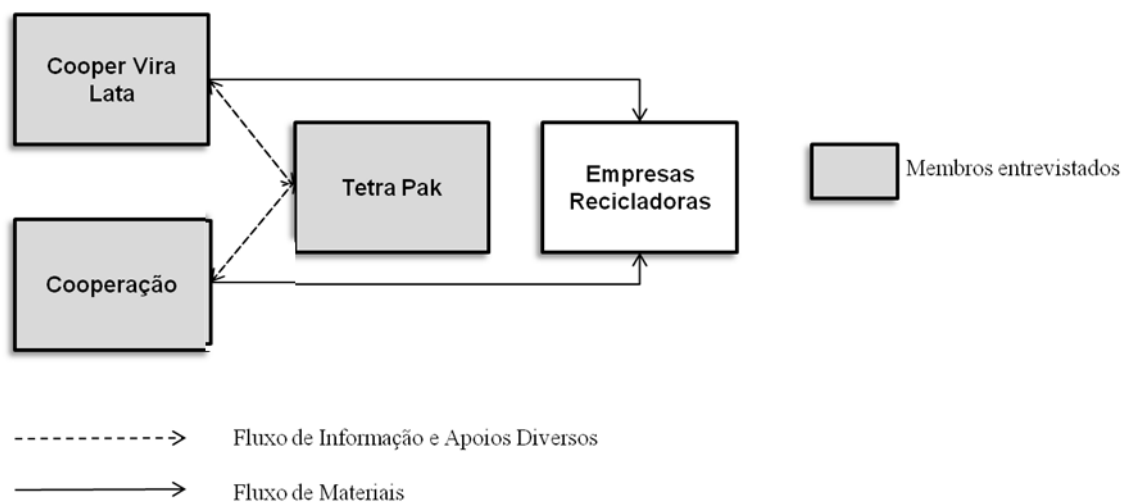 Cooper Vira
Lata
Tetra Pak
Empresas
Recicladoras
Membros entrevistados
Cooperação
Fluxo de Informação e Apoios Diversos
Fluxo de Materiais